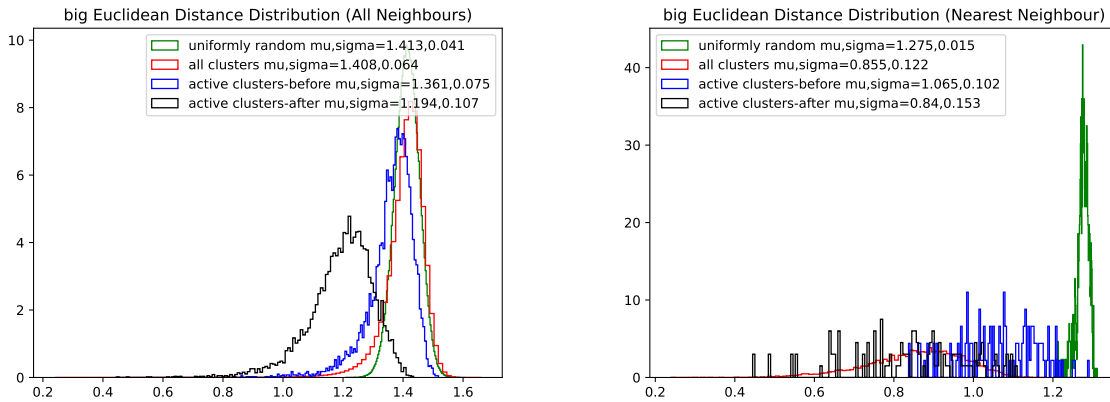 big Euclidean Distance Distribution (All Neighbours)
10
8
6
4
2
0
0.2 0.4 0.6 0.8 1.0 1.2 1.4 1.6
uniformly random mu,sigma=1.413,0.041
all clusters mu,sigma=1.408,0.064
active clusters-before mu,sigma=1.361,0.075
active clusters-after mu,sigma=1.194,0.107
big Euclidean Distance Distribution (Nearest Neighbour)
40
30
20
10
0
0.2 0.4 0.6 0.8 1.0 1.2
uniformly random mu,sigma=1.275,0.015
all clusters mu,sigma=0.855,0.122
active clusters-before mu,sigma=1.065,0.102
active clusters-after mu,sigma=0.84,0.153